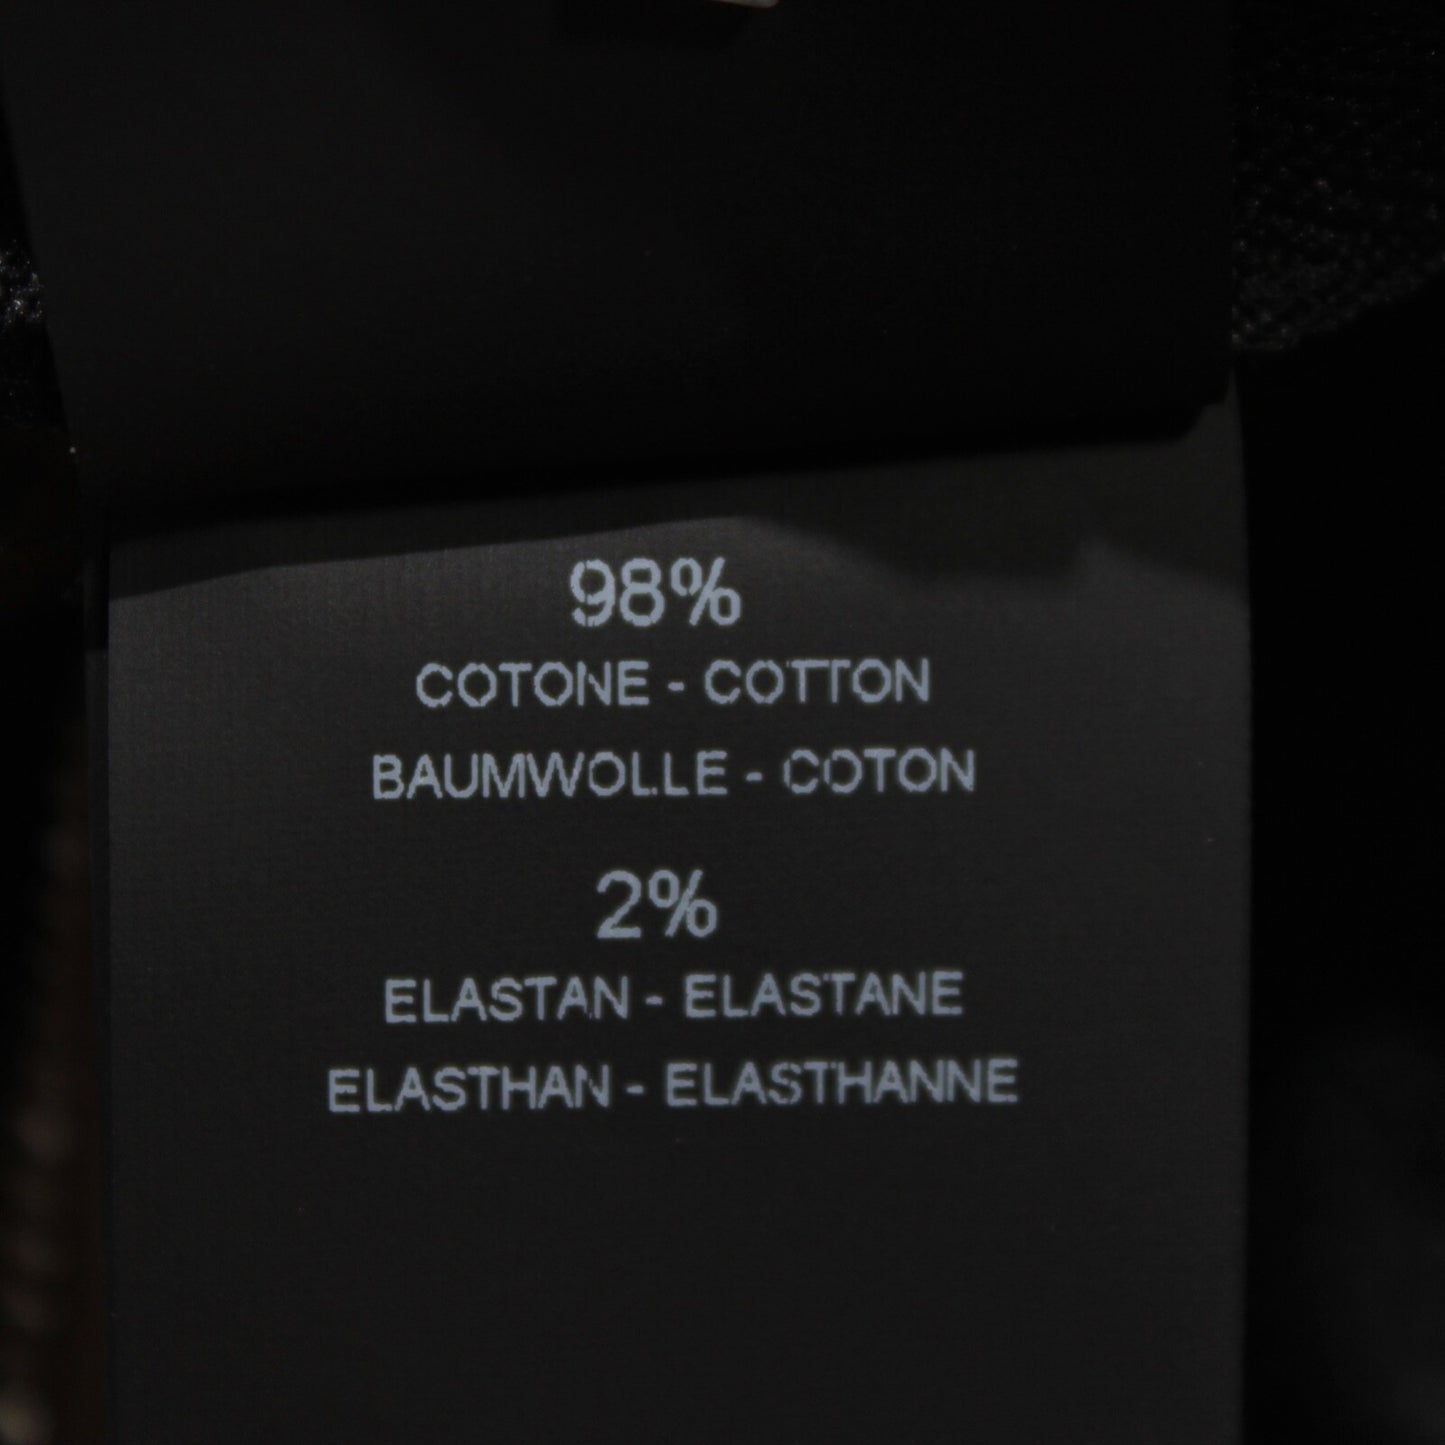 98%
COTONE - COTTON
BAUMWOLLE - COTON
2%
ELASTAN - ELASTANE
ELASTHAN - ELASTHANNE